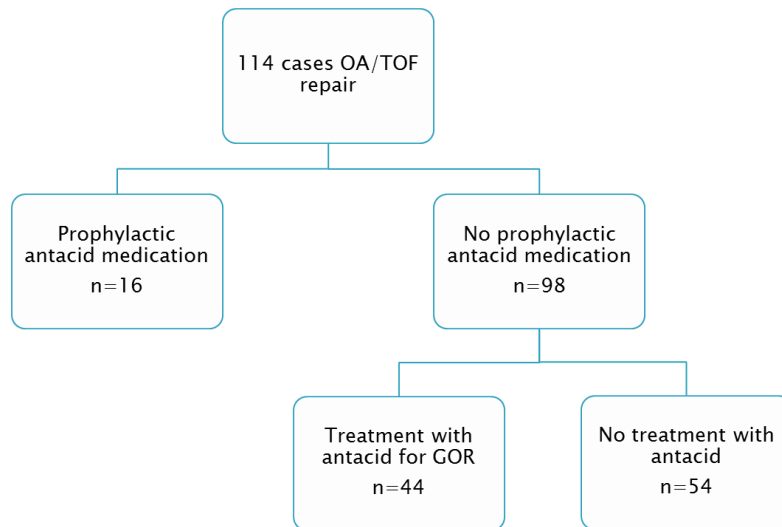 114 cases OA/TOF
repair
Prophylactic
antacid medication
n=16
No prophylactic
antacid medication
n=98
Treatment with
antacid for GOR
n=44
No treatment with
antacid
n=54